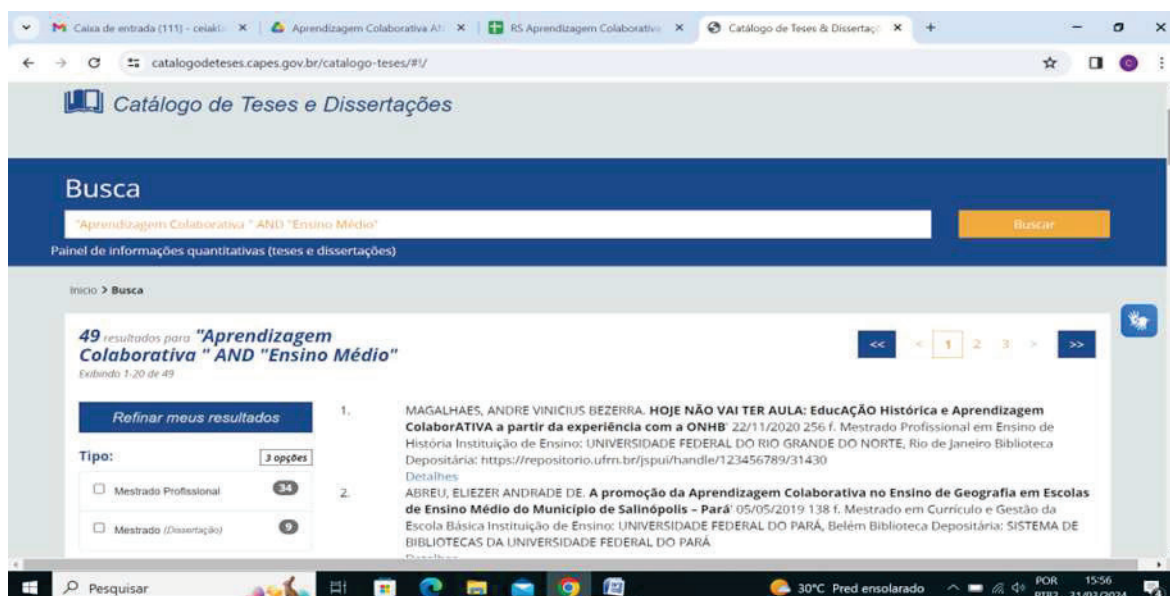 Caixa de entrada (111) - ceiakl
Aprendizagem Colaborativa At
RS Aprendizagem Colaborativa
Catálogo de Teses & Dissertaç
catalogodeteses.capes.gov.br/catalogo-teses/#!/
C
Catálogo de Teses e Dissertações
Busca
"Aprendizagem Colaborativa " AND "Ensino Médio"
Buscar
Painel de informações quantitativas (teses e dissertações)
Início > Busca
49 resultados para "Aprendizagem
Colaborativa " AND "Ensino Médio"
Exibindo 1-20 de 49
<< < 1 2 3 > >>
Refinar meus resultados
Tipo: 3 opções
Mestrado Profissional 34
Mestrado (Dissertação) 9
1. MAGALHAES, ANDRE VINICIUS BEZERRA. HOJE NÃO VAI TER AULA: EducAÇÃO Histórica e Aprendizagem
ColaborATIVA a partir da experiência com a ONHB' 22/11/2020 256 f. Mestrado Profissional em Ensino de
História Instituição de Ensino: UNIVERSIDADE FEDERAL DO RIO GRANDE DO NORTE, Rio de Janeiro Biblioteca
Depositária: https://repositorio.ufrn.br/jspui/handle/123456789/31430
Detalhes
2. ABREU, ELIEZER ANDRADE DE. A promoção da Aprendizagem Colaborativa no Ensino de Geografia em Escolas
de Ensino Médio do Município de Salinópolis – Pará' 05/05/2019 138 f. Mestrado em Currículo e Gestão da
Escola Básica Instituição de Ensino: UNIVERSIDADE FEDERAL DO PARÁ, Belém Biblioteca Depositária: SISTEMA DE
BIBLIOTECAS DA UNIVERSIDADE FEDERAL DO PARÁ
Detalhes
Pesquisar
30°C Pred ensolarado
POR 15:56
PTB2 21/03/2024